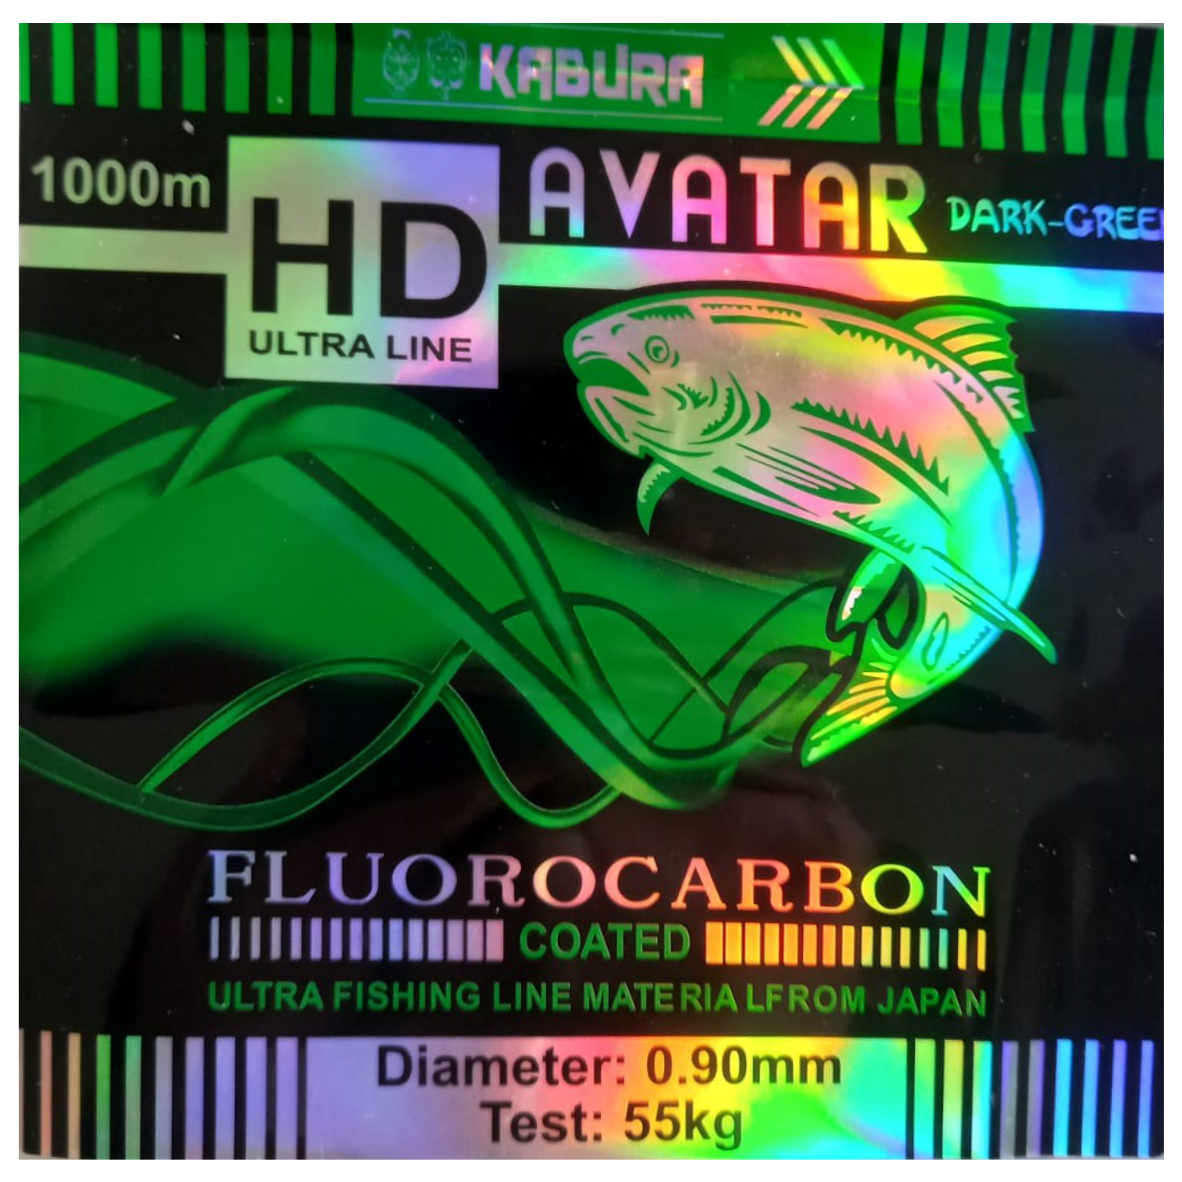 KABURA
1000m
HD
ULTRA LINE
AVATAR
DARK-GREE
FLUOROCARBON
COATED
ULTRA FISHING LINE MATERIA LFROM JAPAN
Diameter: 0.90mm
Test: 55kg